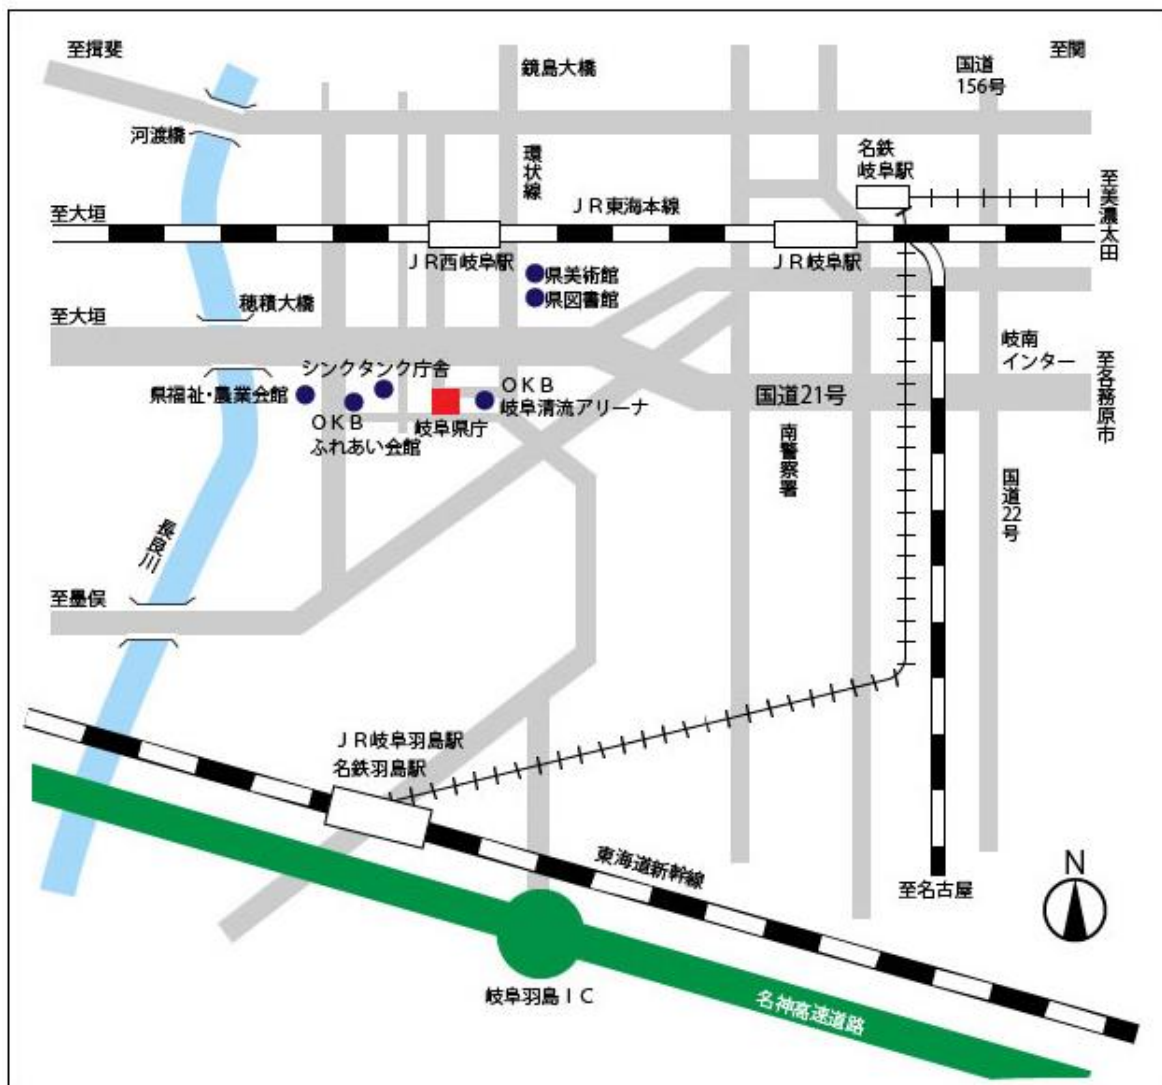 至揖斐
鏡島大橋
国道
156号
至関
河渡橋
環状線
名鉄
岐阜駅
至美濃太田
至大垣
ＪＲ東海本線
ＪＲ西岐阜駅
ＪＲ岐阜駅
県美術館
県図書館
穂積大橋
至大垣
岐南
インター
至各務原市
シンクタンク庁舎
県福祉・農業会館
ＯＫＢ
ふれあい会館
岐阜県庁
ＯＫＢ
岐阜清流アリーナ
国道21号
南警察署
国道22号
長良川
至墨俣
ＪＲ岐阜羽島駅
名鉄羽島駅
東海道新幹線
至名古屋
N
岐阜羽島ＩＣ
名神高速道路